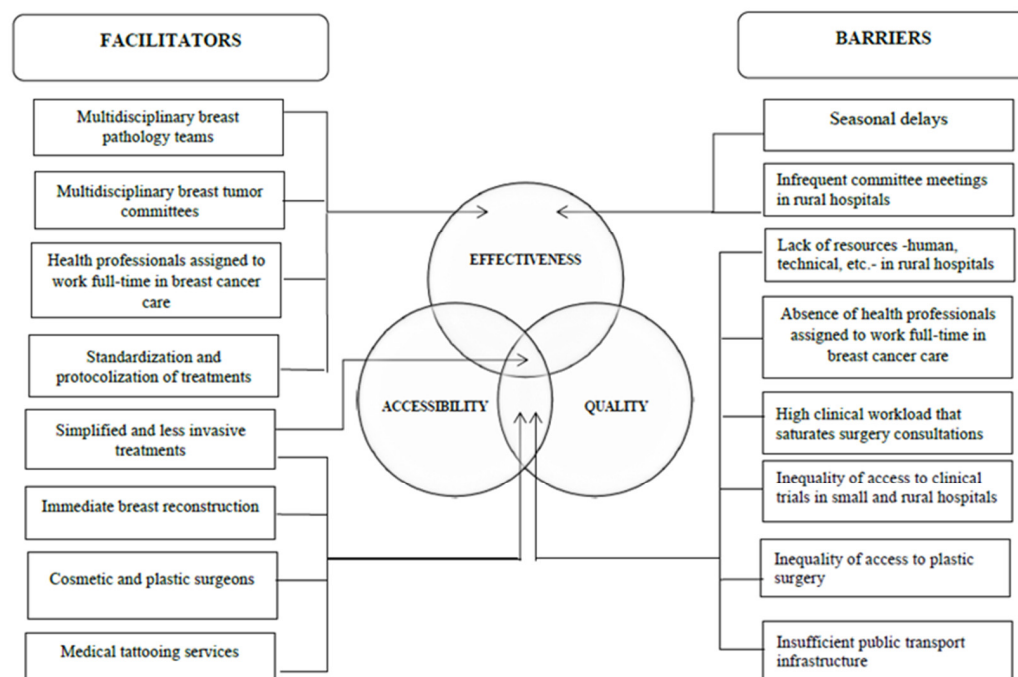 FACILITATORS
Multidisciplinary breast
pathology teams
Multidisciplinary breast tumor
committees
Health professionals assigned to
work full-time in breast cancer
care
Standardization and
protocolization of treatments
Simplified and less invasive
treatments
Immediate breast reconstruction
Cosmetic and plastic surgeons
Medical tattooing services
EFFECTIVENESS
ACCESSIBILITY
QUALITY
BARRIERS
Seasonal delays
Infrequent committee meetings
in rural hospitals
Lack of resources -human,
technical, etc.- in rural hospitals
Absence of health professionals
assigned to work full-time in
breast cancer care
High clinical workload that
saturates surgery consultations
Inequality of access to clinical
trials in small and rural hospitals
Inequality of access to plastic
surgery
Insufficient public transport
infrastructure